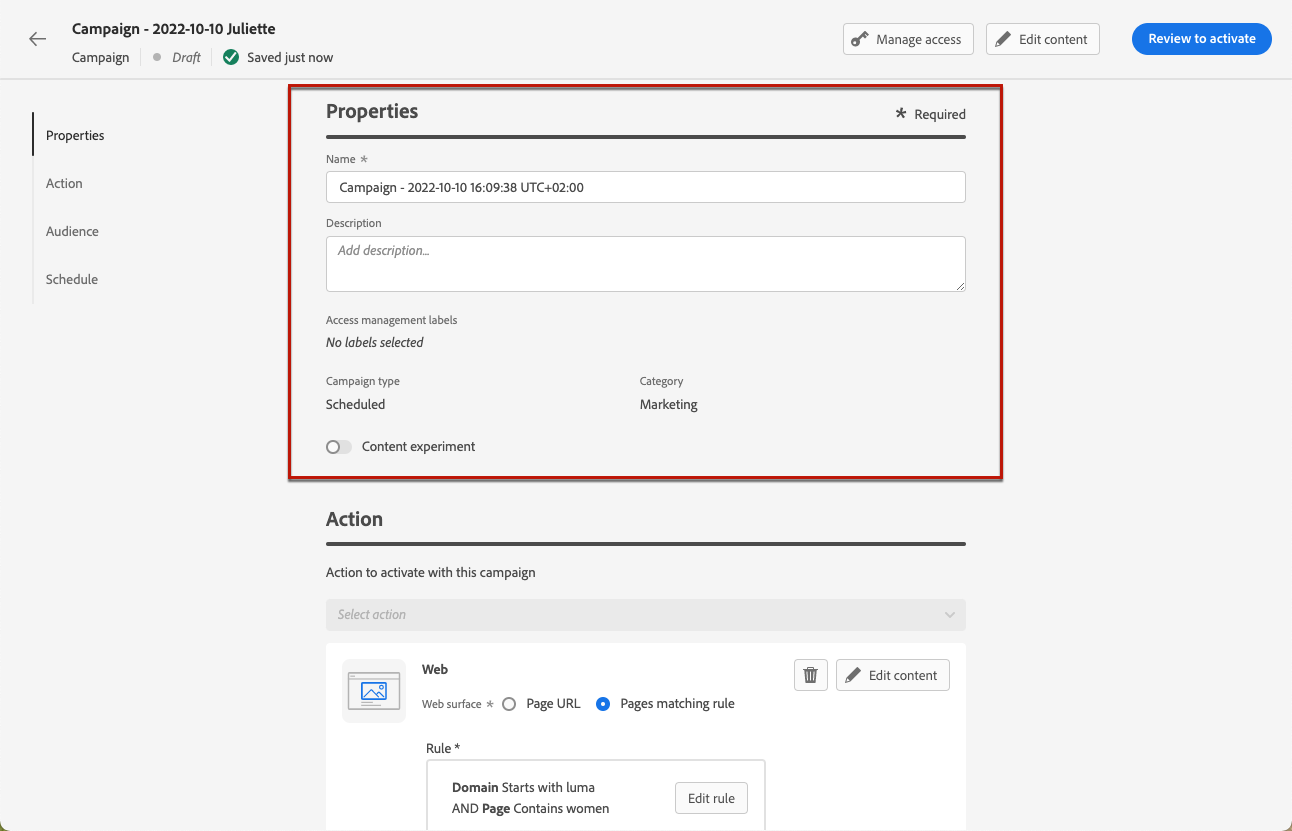 Campaign - 2022-10-10 Juliette
Campaign Draft Saved just now
Manage access
Edit content
Review to activate
Properties
Action
Audience
Schedule
Properties
* Required
Name *
Campaign - 2022-10-10 16:09:38 UTC+02:00
Description
Add description...
Access management labels
No labels selected
Campaign type
Scheduled
Category
Marketing
Content experiment
Action
Action to activate with this campaign
Select action
Web
Edit content
Web surface * Page URL Pages matching rule
Rule *
Domain Starts with luma
AND Page Contains women
Edit rule